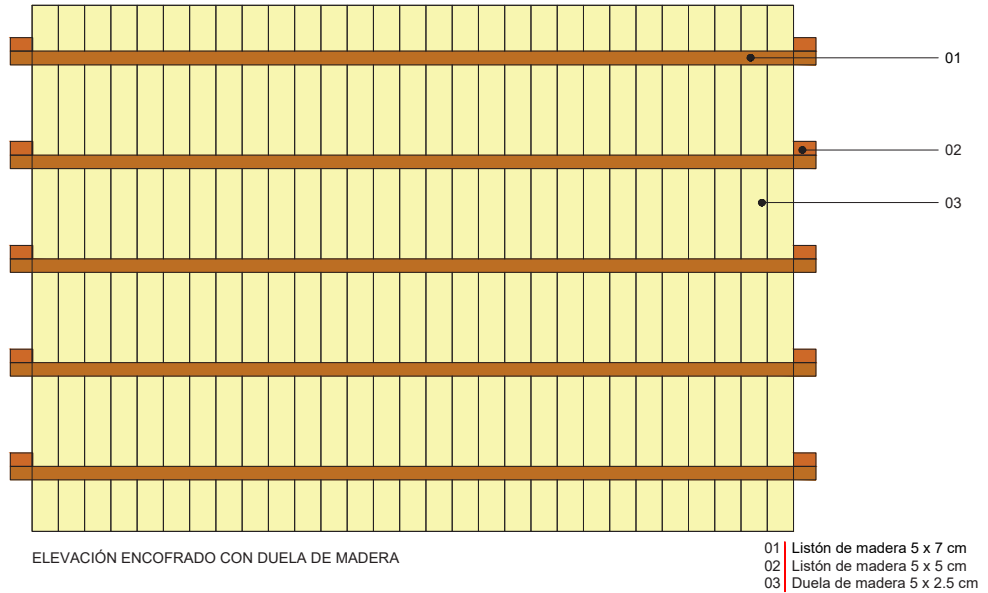 01
02
03
ELEVACIÓN ENCOFRADO CON DUELA DE MADERA
01 Listón de madera 5 x 7 cm
02 Listón de madera 5 x 5 cm
03 Duela de madera 5 x 2.5 cm